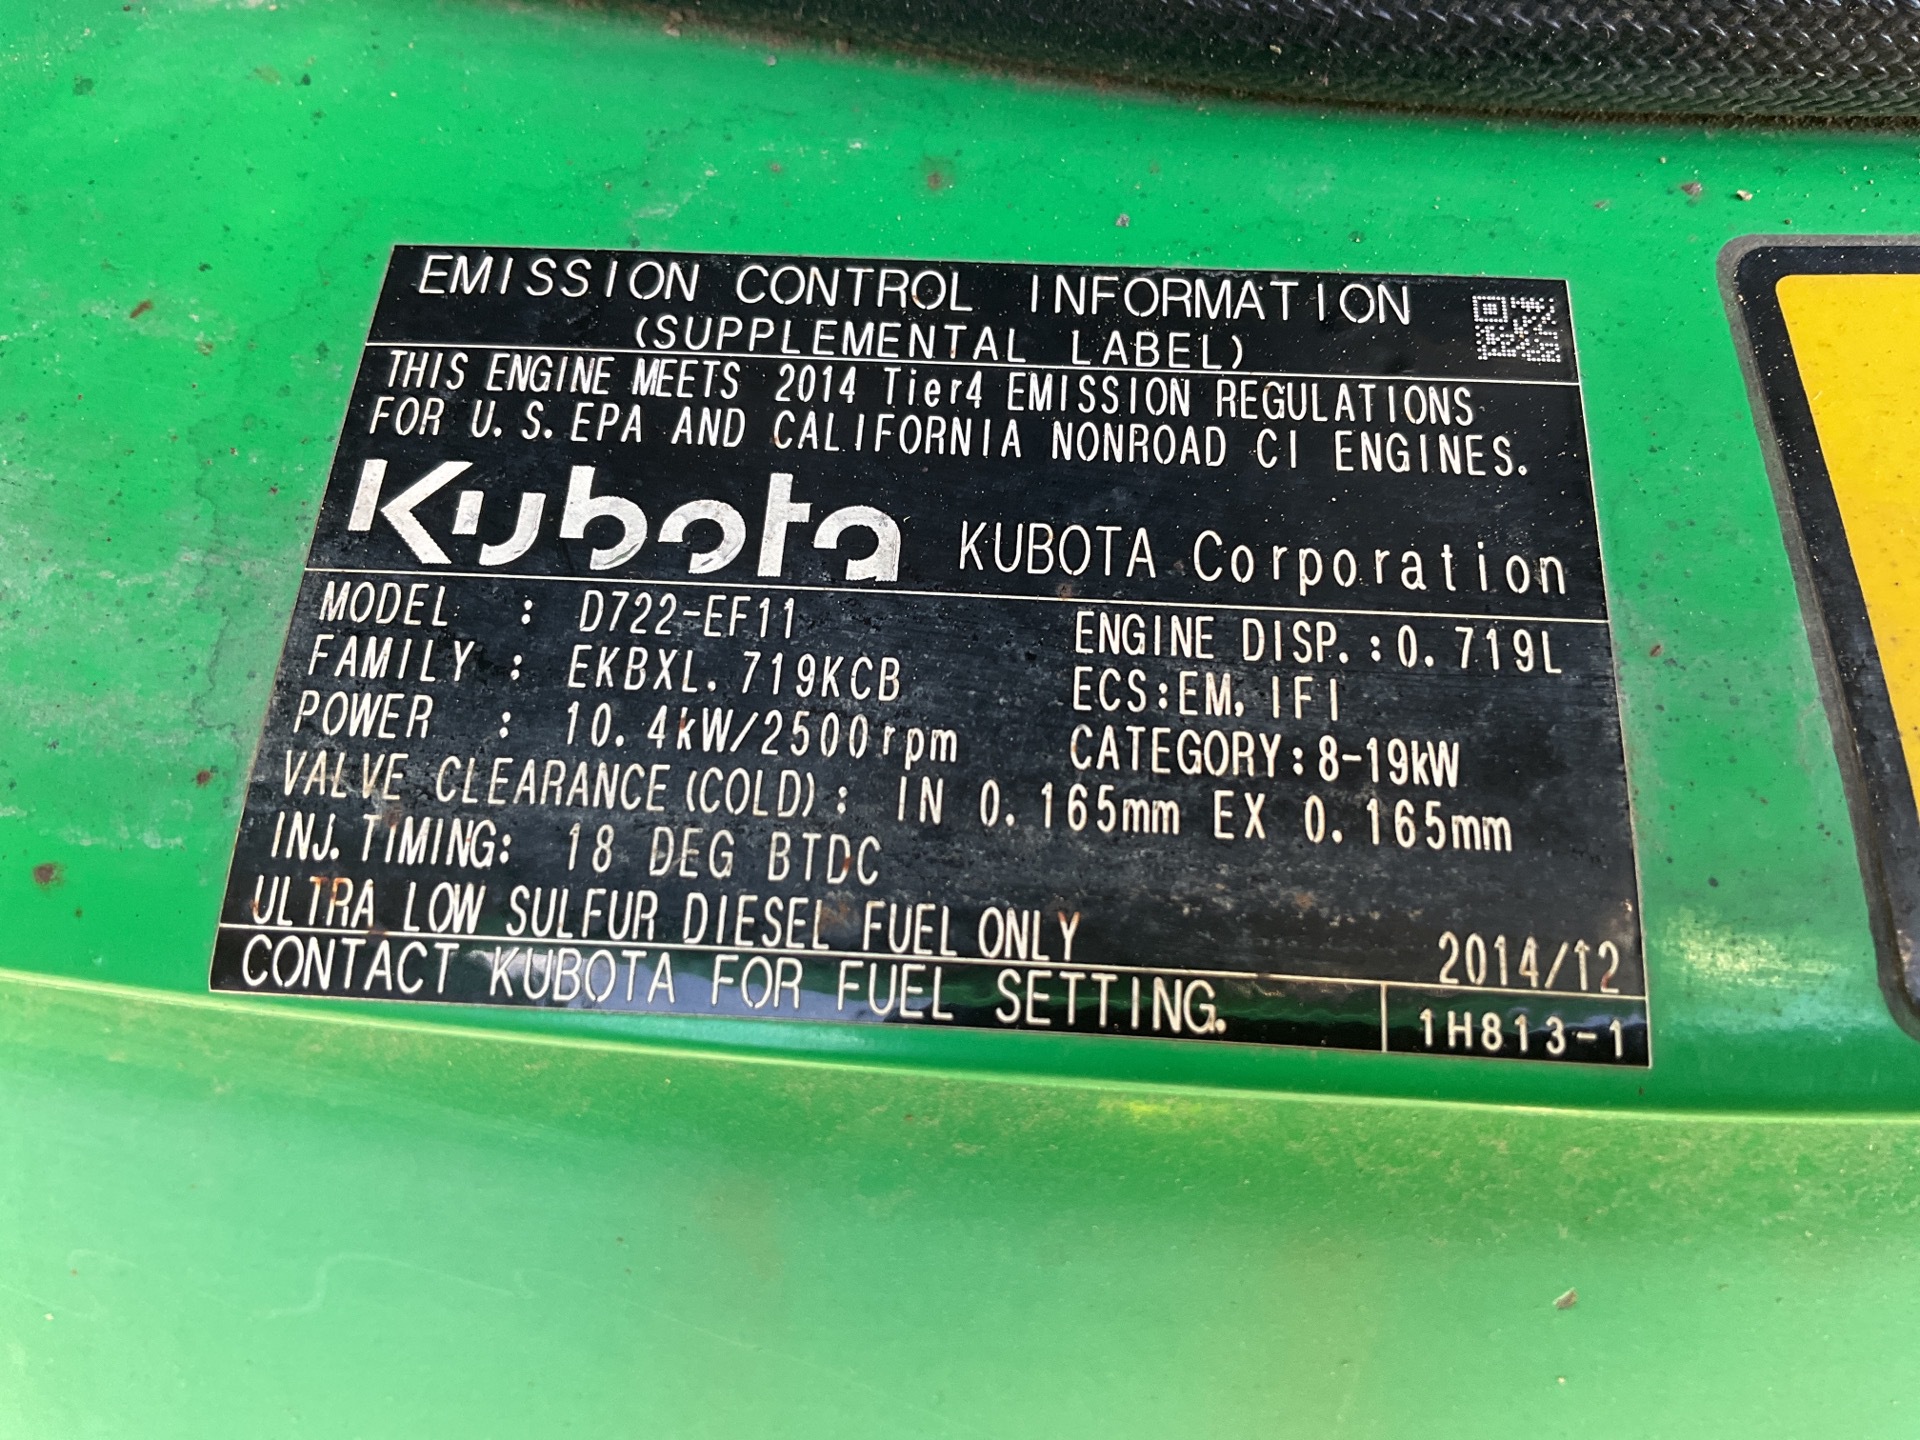 EMISSION CONTROL INFORMATION
(SUPPLEMENTAL LABEL)
THIS ENGINE MEETS 2014 Tier4 EMISSION REGULATIONS
FOR U.S.EPA AND CALIFORNIA NONROAD CI ENGINES.
Kubota KUBOTA Corporation
MODEL : D722-EF11 ENGINE DISP.:0.719L
FAMILY : EKBXL.719KCB ECS:EM,IFI
POWER : 10.4kW/2500rpm CATEGORY:8-19kW
VALVE CLEARANCE(COLD): IN 0.165mm EX 0.165mm
INJ.TIMING: 18 DEG BTDC
ULTRA LOW SULFUR DIESEL FUEL ONLY 2014/12
CONTACT KUBOTA FOR FUEL SETTING. 1H813-1